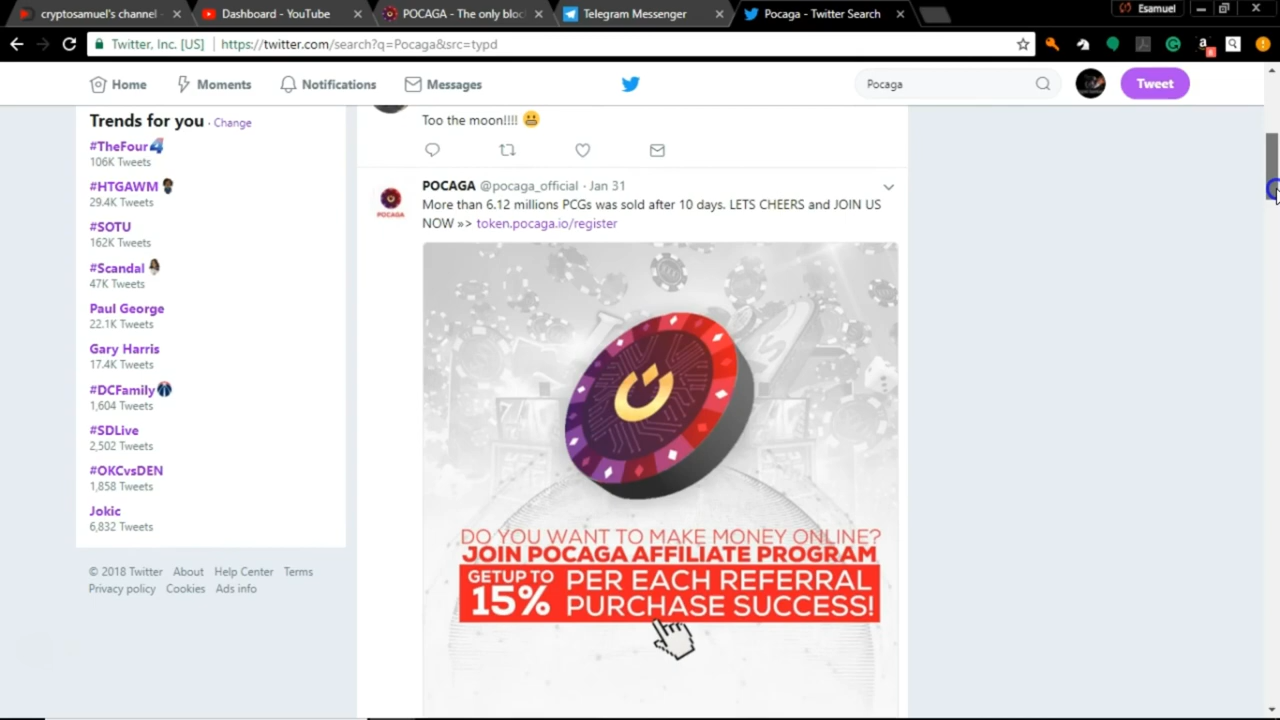 cryptosamuel's channel -
Dashboard - YouTube
POCAGA - The only bloc
Telegram Messenger
Pocaga - Twitter Search
Esamuel
Twitter, Inc. [US]
https://twitter.com/search?q=Pocaga&src=typd
Home
Moments
Notifications
Messages
Pocaga
Tweet
Trends for you · Change
#TheFour
106K Tweets
#HTGAWM
29.4K Tweets
#SOTU
162K Tweets
#Scandal
47K Tweets
Paul George
22.1K Tweets
Gary Harris
17.4K Tweets
#DCFamily
1,604 Tweets
#SDLive
2,502 Tweets
#OKCvsDEN
1,858 Tweets
Jokic
6,832 Tweets
© 2018 Twitter About Help Center Terms
Privacy policy Cookies Ads info
Too the moon!!!!
POCAGA
POCAGA @pocaga_official · Jan 31
More than 6.12 millions PCGs was sold after 10 days. LETS CHEERS and JOIN US
NOW »> token.pocaga.io/register
DO YOU WANT TO MAKE MONEY ONLINE?
JOIN POCAGA AFFILIATE PROGRAM
GET UP TO
15%
PER EACH REFERRAL
PURCHASE SUCCESS!